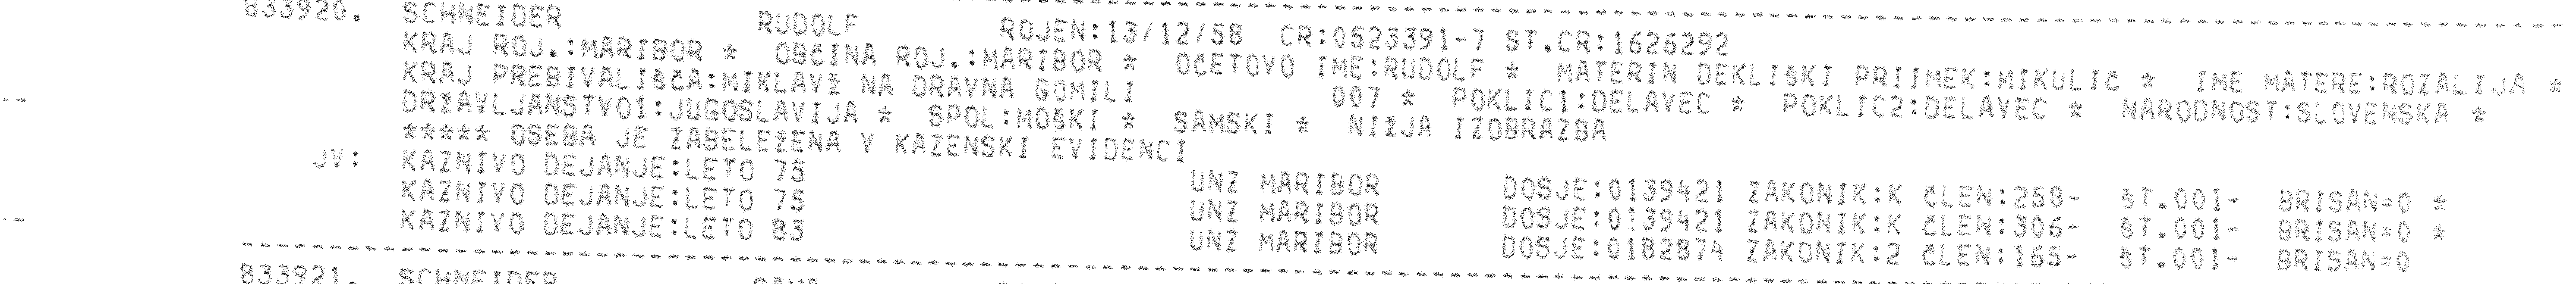 833920. SCHNEIDER RUDOLF ROJEN:13/12/58 CR:0523391-7 ST.CR:1626292
KRAJ ROJ.:MARIBOR * OBČINA ROJ.:MARIBOR * OČETOVO IME:RUDOLF * MATERIN DEKLIŠKI PRIIMEK:MIKULIČ * IME MATERE:ROZALIJA *
KRAJ PREBIVALIŠČA:MIKLAVŽ NA DRAVNA GOMILI 007 * POKLIC1:DELAVEC * POKLIC2:DELAVEC * NARODNOST:SLOVENSKA *
DRŽAVLJANSTVO1:JUGOSLAVIJA * SPOL:MOŠKI * SAMSKI * NIŽJA IZOBRAZBA
***** OSEBA JE ZABELEŽENA V KAZENSKI EVIDENCI
JV: KAZNIVO DEJANJE:LETO 75 UNZ MARIBOR DOSJE:0139421 ZAKONIK:K ČLEN:258- ŠT.001- BRISAN=0 *
KAZNIVO DEJANJE:LETO 75 UNZ MARIBOR DOSJE:0139421 ZAKONIK:K ČLEN:306- ŠT.001- BRISAN=0 *
KAZNIVO DEJANJE:LETO 83 UNZ MARIBOR DOSJE:0182874 ZAKONIK:2 ČLEN:165- ŠT.001- BRISAN=0
833921. SCHNEIDER